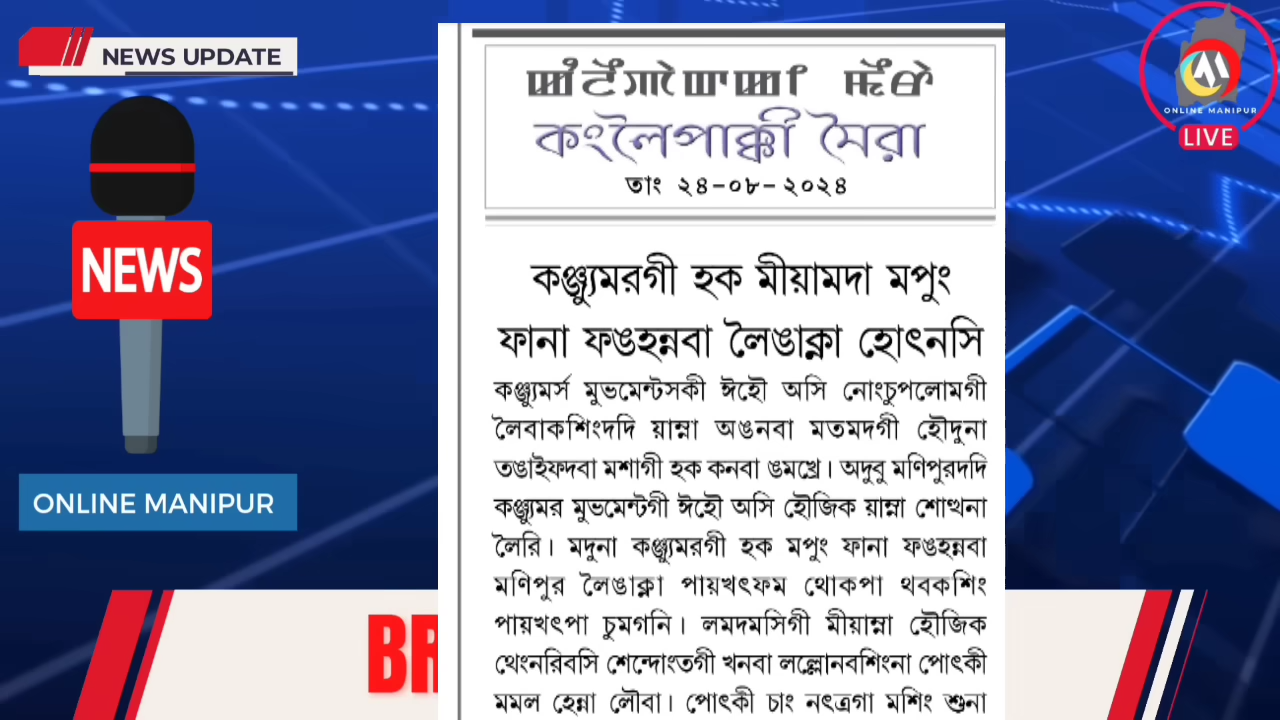 NEWS UPDATE
NEWS
ONLINE MANIPUR
BR
ꯀꯪꯂꯩꯄꯥꯛꯀꯤ ꯃꯩꯔꯥ
কংলৈপাক্কী মৈরা
তাং ২৪-০৮-২০২৪
কঞ্জ্যুমরগী হক মীয়ামদা মপুং
ফানা ফঙহন্নবা লৈঙাক্না হোৎনসি
কঞ্জ্যুমর্স মুভমেন্টসকী ঈহৌ অসি নোংচুপলোমগী
লৈবাকশিংদদি য়াম্না অঙনবা মতমদগী হৌদুনা
তঙাইফদবা মশাগী হক কনবা ঙমখ্রে। অদুবু মণিপুরদদি
কঞ্জ্যুমর মুভমেন্টগী ঈহৌ অসি হৌজিক য়াম্না শোত্থনা
লৈরি। মদুনা কঞ্জ্যুমরগী হক মপুং ফানা ফঙহন্নবা
মণিপুর লৈঙাক্না পায়খৎফম থোকপা থবকশিং
পায়খৎপা চুমগনি। লমদমসিগী মীয়াম্না হৌজিক
থেংনরিবসি শেন্দোংতগী খনবা লল্লোনবশিংনা পোৎকী
মমল হেন্না লৌবা। পোৎকী চাং নৎত্রগা মশিং শুনা
ONLINE MANIPUR
LIVE